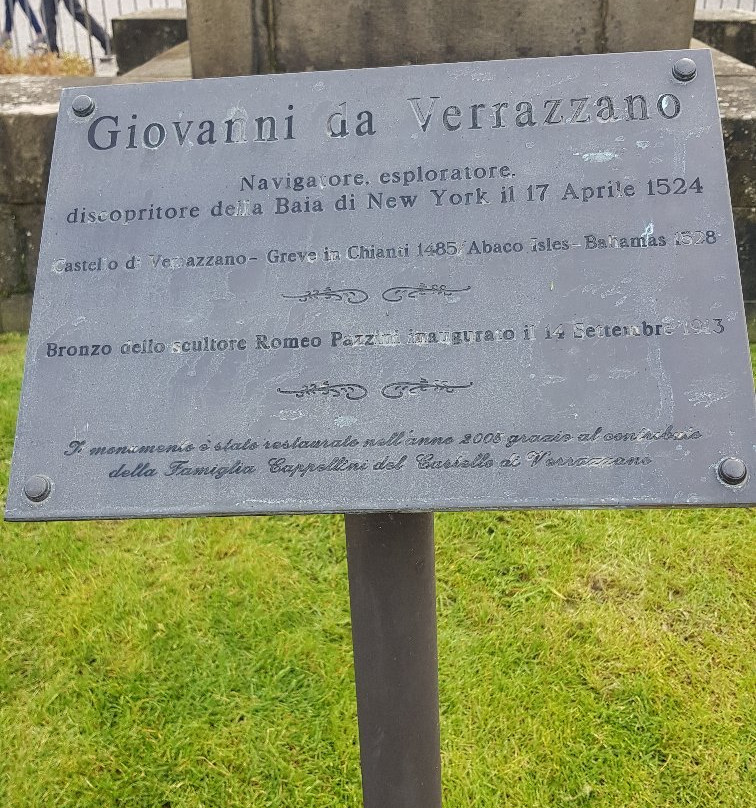 Giovanni da Verrazzano
Navigatore, esploratore,
discopritore della Baia di New York il 17 Aprile 1524
Castello di Verrazzano- Greve in Chianti 1485/Abaco Isles- Bahamas 1528
Bronzo dello scultore Romeo Pazzini inaugurato il 14 Settembre 1913
Il monumento è stato restaurato nell'anno 2005 grazie al contributo
della Famiglia Cappellini del Castello di Verrazzano